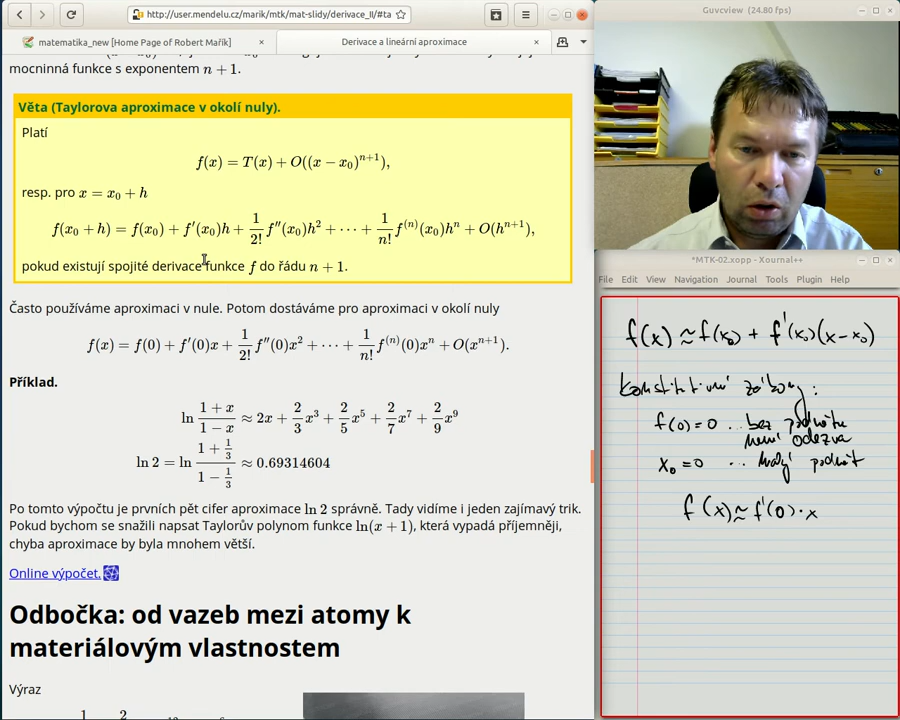 http://user.mendelu.cz/marik/mtk/mat-slidy/derivace_II/#ta
matematika_new [Home Page of Robert Mařík]
Derivace a lineární aproximace
mocninná funkce s exponentem n + 1.
Věta (Taylorova aproximace v okolí nuly).
Platí
f(x) = T(x) + O((x − x₀)ⁿ⁺¹),
resp. pro x = x₀ + h
f(x₀ + h) = f(x₀) + f′(x₀)h + 1/2! f″(x₀)h² + ⋯ + 1/n! f⁽ⁿ⁾(x₀)hⁿ + O(hⁿ⁺¹),
pokud existují spojité derivace funkce f do řádu n + 1.
Často používáme aproximaci v nule. Potom dostáváme pro aproximaci v okolí nuly
f(x) = f(0) + f′(0)x + 1/2! f″(0)x² + ⋯ + 1/n! f⁽ⁿ⁾(0)xⁿ + O(xⁿ⁺¹).
Příklad.
ln (1 + x)/(1 − x) ≈ 2x + 2/3 x³ + 2/5 x⁵ + 2/7 x⁷ + 2/9 x⁹
ln 2 = ln (1 + 1/3)/(1 − 1/3) ≈ 0.69314604
Po tomto výpočtu je prvních pět cifer aproximace ln 2 správně. Tady vidíme i jeden zajímavý trik.
Pokud bychom se snažili napsat Taylorův polynom funkce ln(x + 1), která vypadá příjemněji,
chyba aproximace by byla mnohem větší.
Online výpočet.
Odbočka: od vazeb mezi atomy k
materiálovým vlastnostem
Výraz
Guvcview (24.80 fps)
*MTK-02.xopp - Xournal++
File Edit View Navigation Journal Tools Plugin Help
f(x) ≈ f(x₀) + f'(x₀)(x−x₀)
Konstitutivní zákony:
f(0)=0 .. bez podnětu
není odezva
x₀ =0 .. malý podnět
f(x) ≈ f'(0)·x